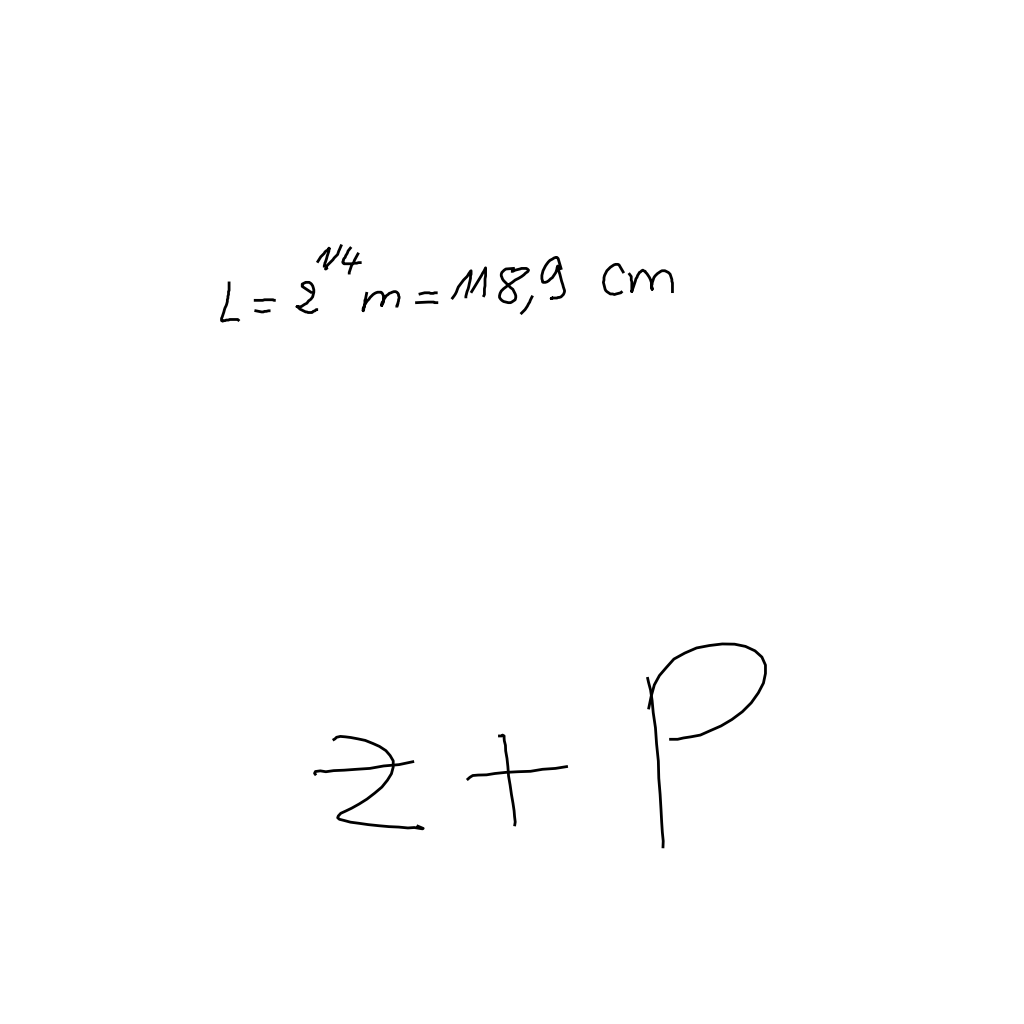 L = 2^1/4 m = 118,9 cm
z + P